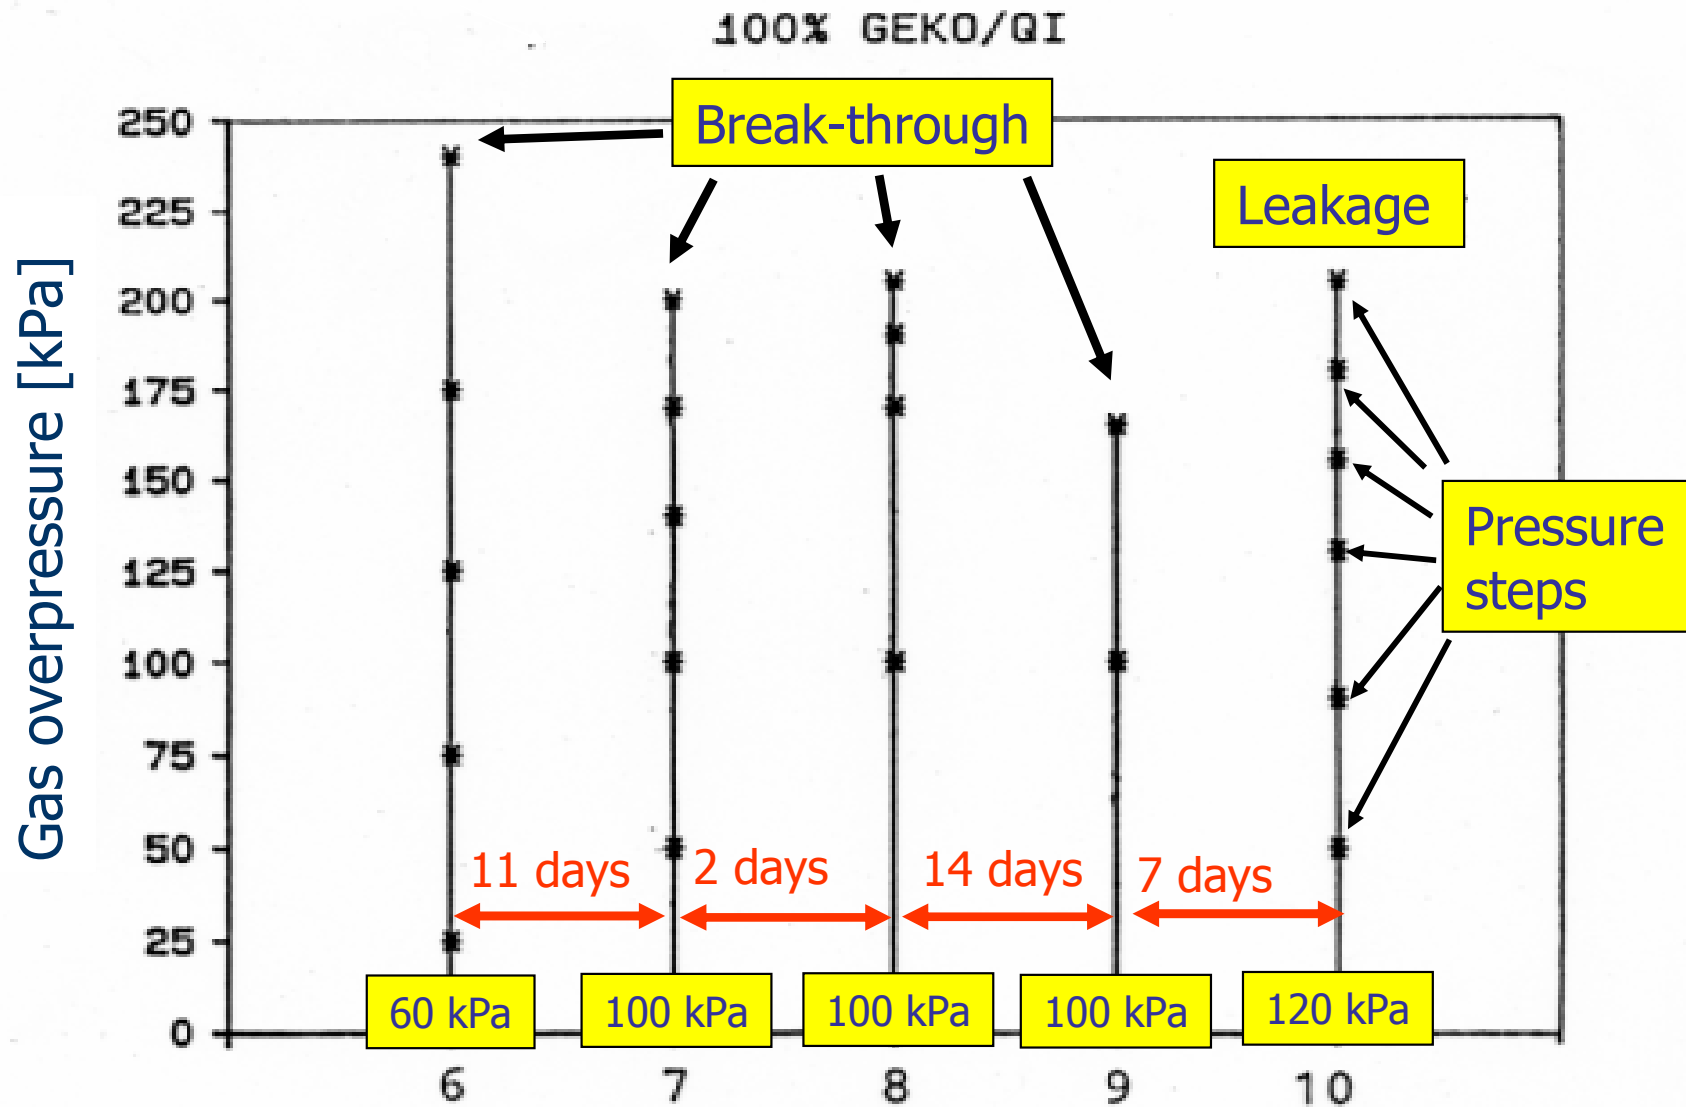 100% GEKO/QI
Break-through
Leakage
Gas overpressure [kPa]
250
225
200
175
150
125
100
75
50
25
0
Pressure
steps
11 days
2 days
14 days
7 days
60 kPa
100 kPa
100 kPa
100 kPa
120 kPa
6
7
8
9
10